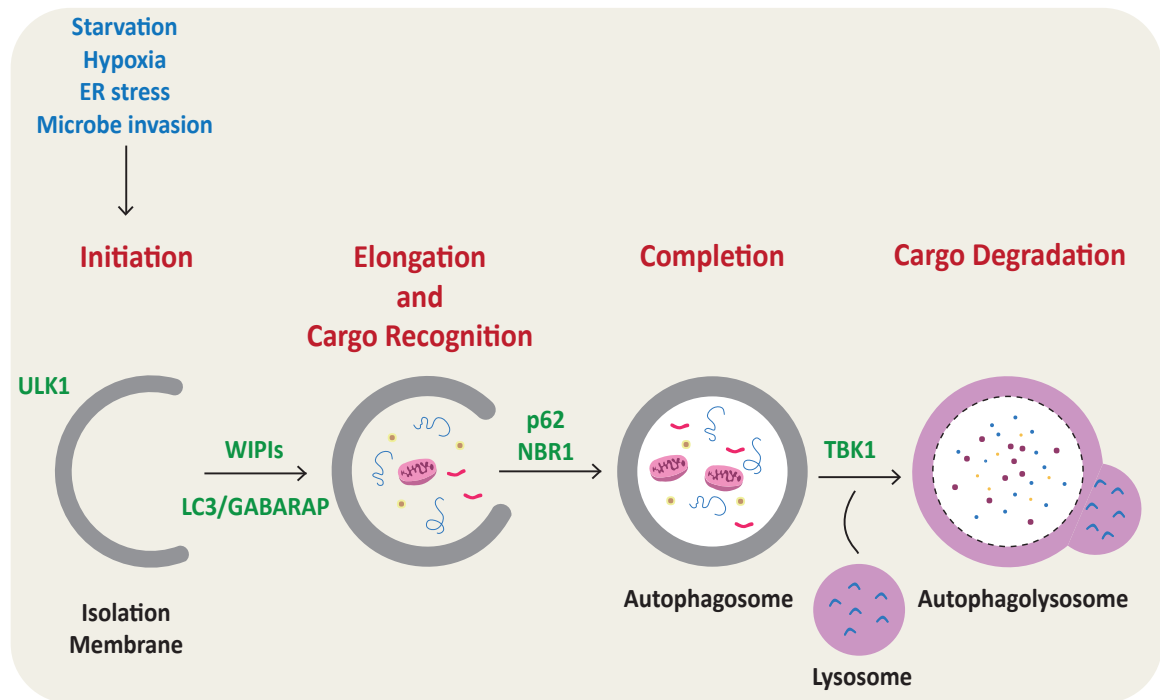 Starvation
Hypoxia
ER stress
Microbe invasion
Initiation
Elongation
and
Cargo Recognition
Completion
Cargo Degradation
ULK1
WIPIs
LC3/GABARAP
p62
NBR1
TBK1
Isolation
Membrane
Autophagosome
Lysosome
Autophagolysosome